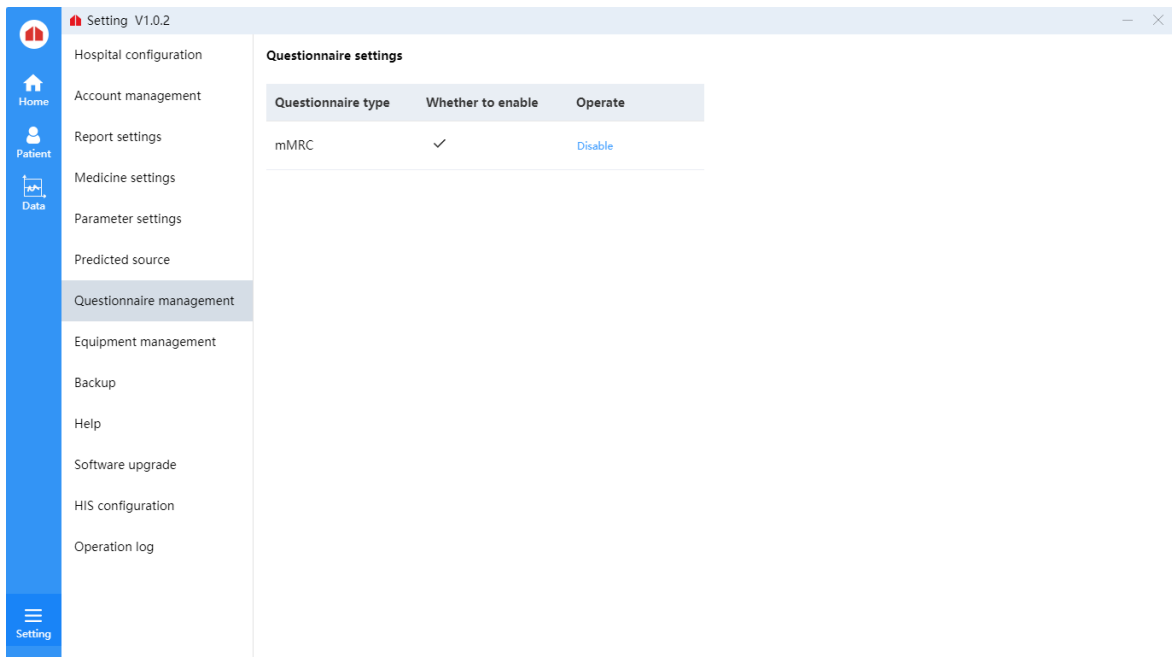 Setting V1.0.2
Home
Patient
Data
Setting
Hospital configuration
Account management
Report settings
Medicine settings
Parameter settings
Predicted source
Questionnaire management
Equipment management
Backup
Help
Software upgrade
HIS configuration
Operation log
Questionnaire settings
Questionnaire type Whether to enable Operate
mMRC Disable